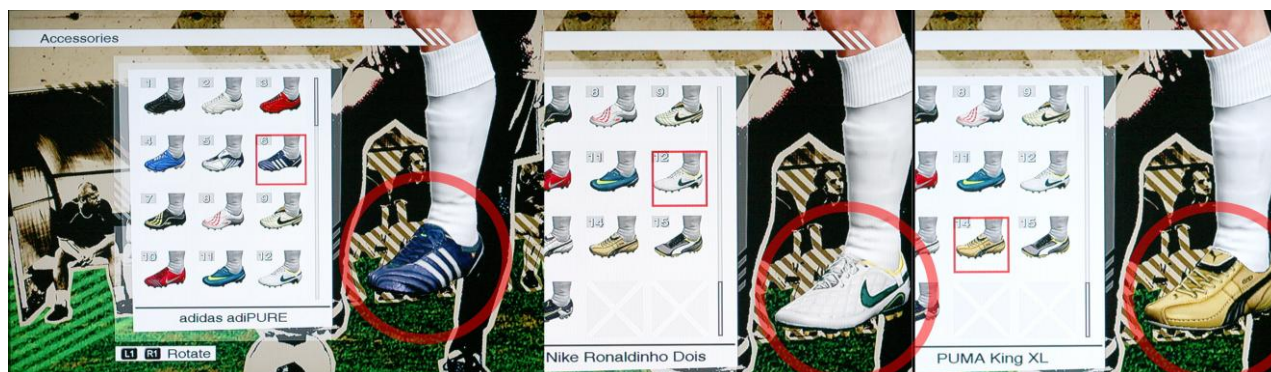 Accessories
1 2 3
4 5 6
7 8 9
10 11 12
adidas adiPURE
L1 R1 Rotate
8 9
11 12
14 15
Nike Ronaldinho Dois
8 9
11 12
14 15
PUMA King XL